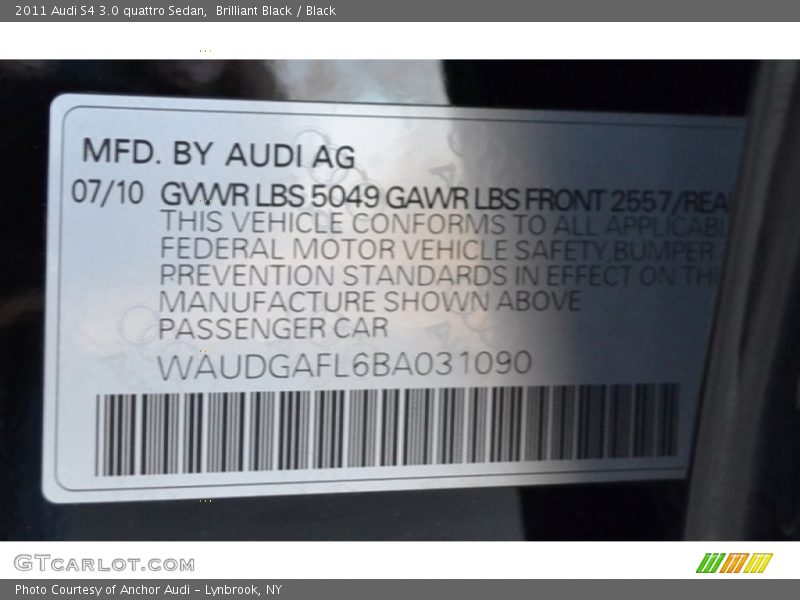 2011 Audi S4 3.0 quattro Sedan,  Brilliant Black / Black
MFD. BY AUDI AG
07/10 GVWR LBS 5049 GAWR LBS FRONT 2557/REA
THIS VEHICLE CONFORMS TO ALL APPLICABL
FEDERAL MOTOR VEHICLE SAFETY, BUMPER
PREVENTION STANDARDS IN EFFECT ON THE
MANUFACTURE SHOWN ABOVE
PASSENGER CAR
WAUDGAFL6BA031090
GTCARLOT.COM
Photo Courtesy of Anchor Audi – Lynbrook, NY